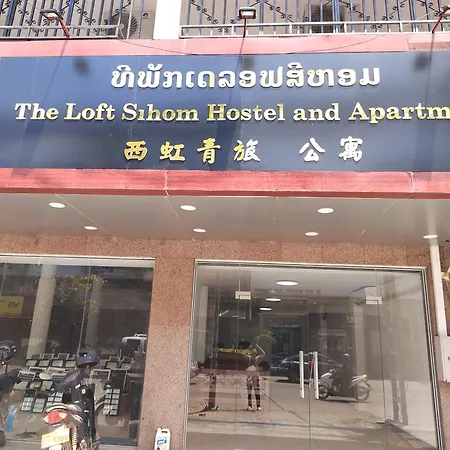 ທີ່ພັກເດລອຟສີຫອມ
The Loft Sihom Hostel and Apartm
西虹青旅 公寓